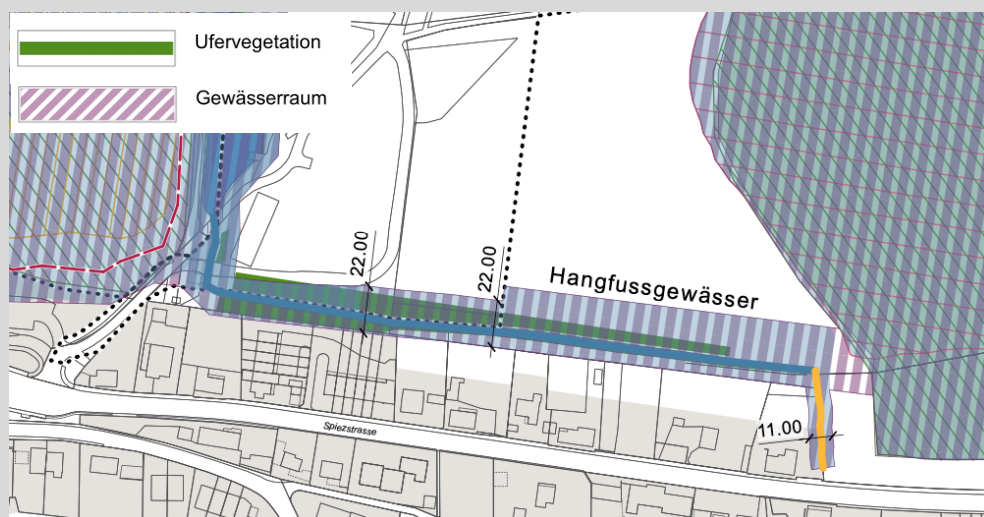 Ufervegetation
Gewässerraum
22.00
22.00
Hangfussgewässer
11.00
Spiezstrasse